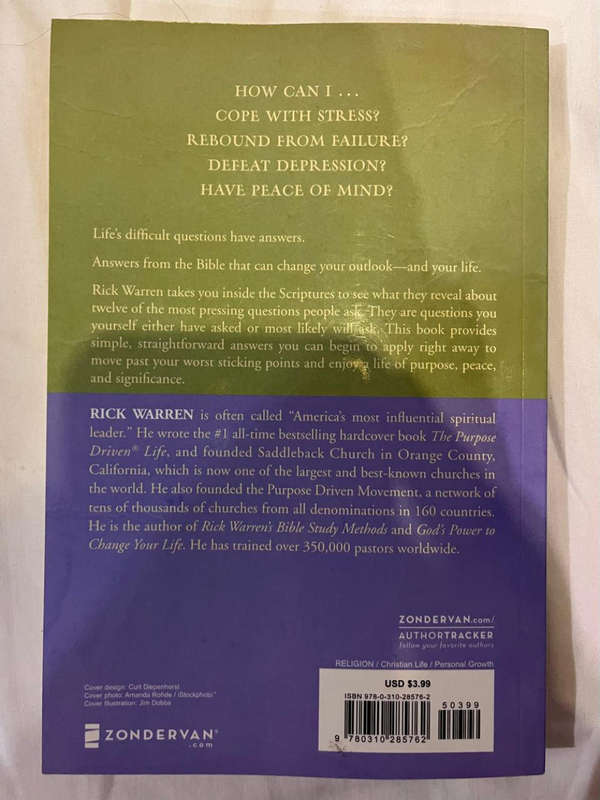 HOW CAN I . . .
COPE WITH STRESS?
REBOUND FROM FAILURE?
DEFEAT DEPRESSION?
HAVE PEACE OF MIND?
Life's difficult questions have answers.
Answers from the Bible that can change your outlook—and your life.
Rick Warren takes you inside the Scriptures to see what they reveal about
twelve of the most pressing questions people ask. They are questions you
yourself either have asked or most likely will ask. This book provides
simple, straightforward answers you can begin to apply right away to
move past your worst sticking points and enjoy a life of purpose, peace,
and significance.
RICK WARREN is often called “America's most influential spiritual
leader.” He wrote the #1 all-time bestselling hardcover book The Purpose
Driven® Life, and founded Saddleback Church in Orange County,
California, which is now one of the largest and best-known churches in
the world. He also founded the Purpose Driven Movement, a network of
tens of thousands of churches from all denominations in 160 countries.
He is the author of Rick Warren's Bible Study Methods and God's Power to
Change Your Life. He has trained over 350,000 pastors worldwide.
ZONDERVAN.com/
AUTHORTRACKER
follow your favorite authors
RELIGION / Christian Life / Personal Growth
USD $3.99
ISBN 978-0-310-28576-2
50399
9 780310 285762
Cover design: Curt Diepenhorst
Cover photo: Amanda Rohde / iStockphoto™
Cover illustration: Jim Dobbs
ZONDERVAN®
.com